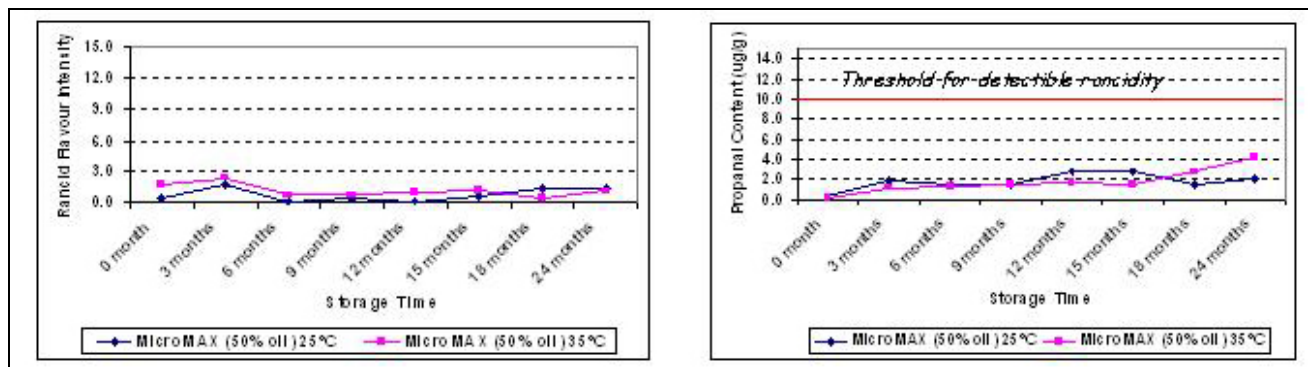 Rancid Flavour Intensity
15.0
12.0
9.0
6.0
3.0
0.0
0 month
3 months
6 months
9 months
12 months
15 months
18 months
24 months
Storage Time
MicroMAX (50% oil)25°C
MicroMAX (50% oil)35°C
Propanal Content (ug/g)
14.0
12.0
10.0
8.0
6.0
4.0
2.0
0.0
Threshold for detectible rancidity
0 month
3 months
6 months
9 months
12 months
15 months
18 months
24 months
Storage Time
MicroMAX (50% oil)25°C
MicroMAX (50% oil)35°C